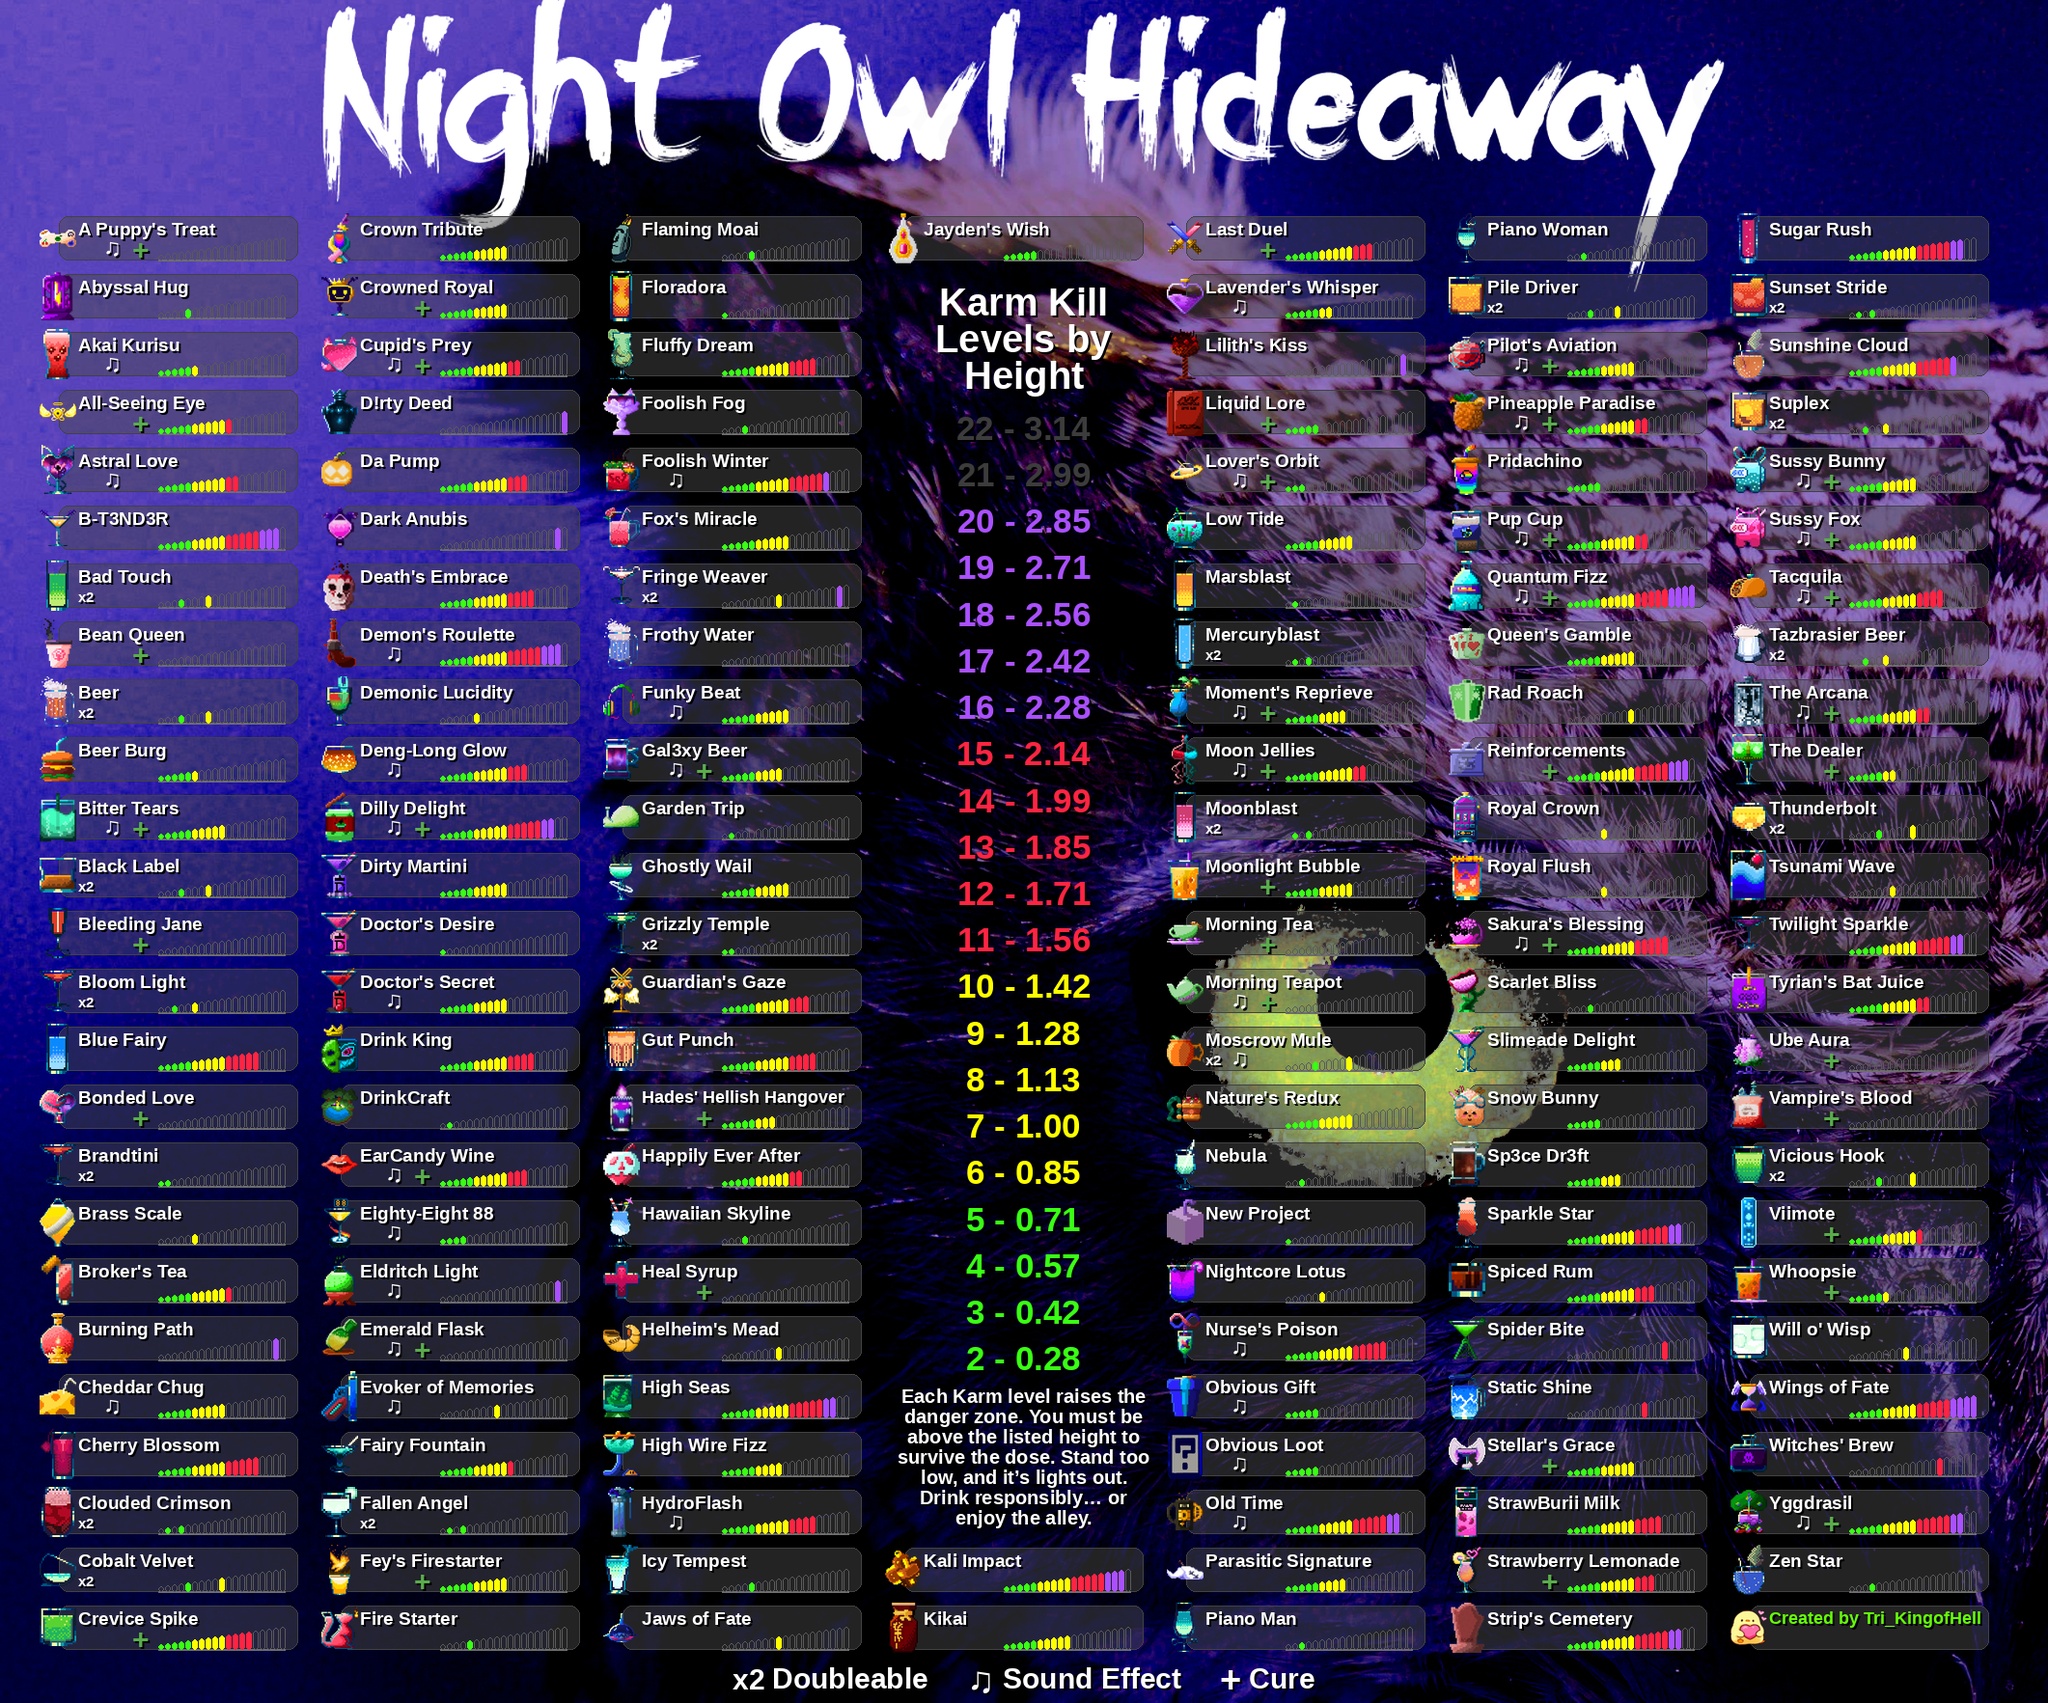 Night Owl Hideaway
A Puppy's Treat
♫ +
Abyssal Hug
Akai Kurisu
♫
All-Seeing Eye
+
Astral Love
♫
B-T3ND3R
Bad Touch
x2
Bean Queen
+
Beer
x2
Beer Burg
Bitter Tears
♫ +
Black Label
x2
Bleeding Jane
+
Bloom Light
x2
Blue Fairy
Bonded Love
+
Brandtini
x2
Brass Scale
Broker's Tea
Burning Path
Cheddar Chug
♫
Cherry Blossom
Clouded Crimson
x2
Cobalt Velvet
x2
Crevice Spike
+
Crown Tribute
Crowned Royal
+
Cupid's Prey
♫ +
D!rty Deed
Da Pump
Dark Anubis
Death's Embrace
Demon's Roulette
♫
Demonic Lucidity
Deng-Long Glow
♫
Dilly Delight
♫ +
Dirty Martini
Doctor's Desire
Doctor's Secret
♫
Drink King
DrinkCraft
EarCandy Wine
♫ +
Eighty-Eight 88
♫
Eldritch Light
♫
Emerald Flask
♫ +
Evoker of Memories
♫
Fairy Fountain
Fallen Angel
x2
Fey's Firestarter
+
Fire Starter
Flaming Moai
Floradora
Fluffy Dream
Foolish Fog
Foolish Winter
♫
Fox's Miracle
Fringe Weaver
x2
Frothy Water
Funky Beat
♫
Gal3xy Beer
♫ +
Garden Trip
Ghostly Wail
Grizzly Temple
x2
Guardian's Gaze
Gut Punch
Hades' Hellish Hangover
+
Happily Ever After
Hawaiian Skyline
Heal Syrup
+
Helheim's Mead
High Seas
High Wire Fizz
HydroFlash
♫
Icy Tempest
Jaws of Fate
Jayden's Wish
Karm Kill
Levels by
Height
22 - 3.14
21 - 2.99
20 - 2.85
19 - 2.71
18 - 2.56
17 - 2.42
16 - 2.28
15 - 2.14
14 - 1.99
13 - 1.85
12 - 1.71
11 - 1.56
10 - 1.42
9 - 1.28
8 - 1.13
7 - 1.00
6 - 0.85
5 - 0.71
4 - 0.57
3 - 0.42
2 - 0.28
Each Karm level raises the
danger zone. You must be
above the listed height to
survive the dose. Stand too
low, and it's lights out.
Drink responsibly... or
enjoy the alley.
Kali Impact
Kikai
Last Duel
+
Lavender's Whisper
♫
Lilith's Kiss
Liquid Lore
+
Lover's Orbit
♫ +
Low Tide
Marsblast
Mercuryblast
x2
Moment's Reprieve
♫ +
Moon Jellies
♫ +
Moonblast
x2
Moonlight Bubble
+
Morning Tea
+
Morning Teapot
♫ +
Moscrow Mule
x2 ♫
Nature's Redux
Nebula
New Project
Nightcore Lotus
Nurse's Poison
♫
Obvious Gift
♫
Obvious Loot
♫
Old Time
♫
Parasitic Signature
Piano Man
Piano Woman
Pile Driver
x2
Pilot's Aviation
♫ +
Pineapple Paradise
♫ +
Pridachino
Pup Cup
♫ +
Quantum Fizz
♫ +
Queen's Gamble
Rad Roach
Reinforcements
+
Royal Crown
Royal Flush
Sakura's Blessing
♫ +
Scarlet Bliss
Slimeade Delight
Snow Bunny
Sp3ce Dr3ft
Sparkle Star
Spiced Rum
Spider Bite
Static Shine
Stellar's Grace
+
StrawBurii Milk
Strawberry Lemonade
+
Strip's Cemetery
Sugar Rush
Sunset Stride
x2
Sunshine Cloud
Suplex
x2
Sussy Bunny
♫ +
Sussy Fox
♫ +
Tacquila
♫ +
Tazbrasier Beer
x2
The Arcana
♫ +
The Dealer
+
Thunderbolt
x2
Tsunami Wave
Twilight Sparkle
Tyrian's Bat Juice
Ube Aura
+
Vampire's Blood
+
Vicious Hook
x2
Viimote
+
Whoopsie
+
Will o' Wisp
Wings of Fate
Witches' Brew
Yggdrasil
♫ +
Zen Star
Created by Tri_KingofHell
x2 Doubleable ♫ Sound Effect + Cure